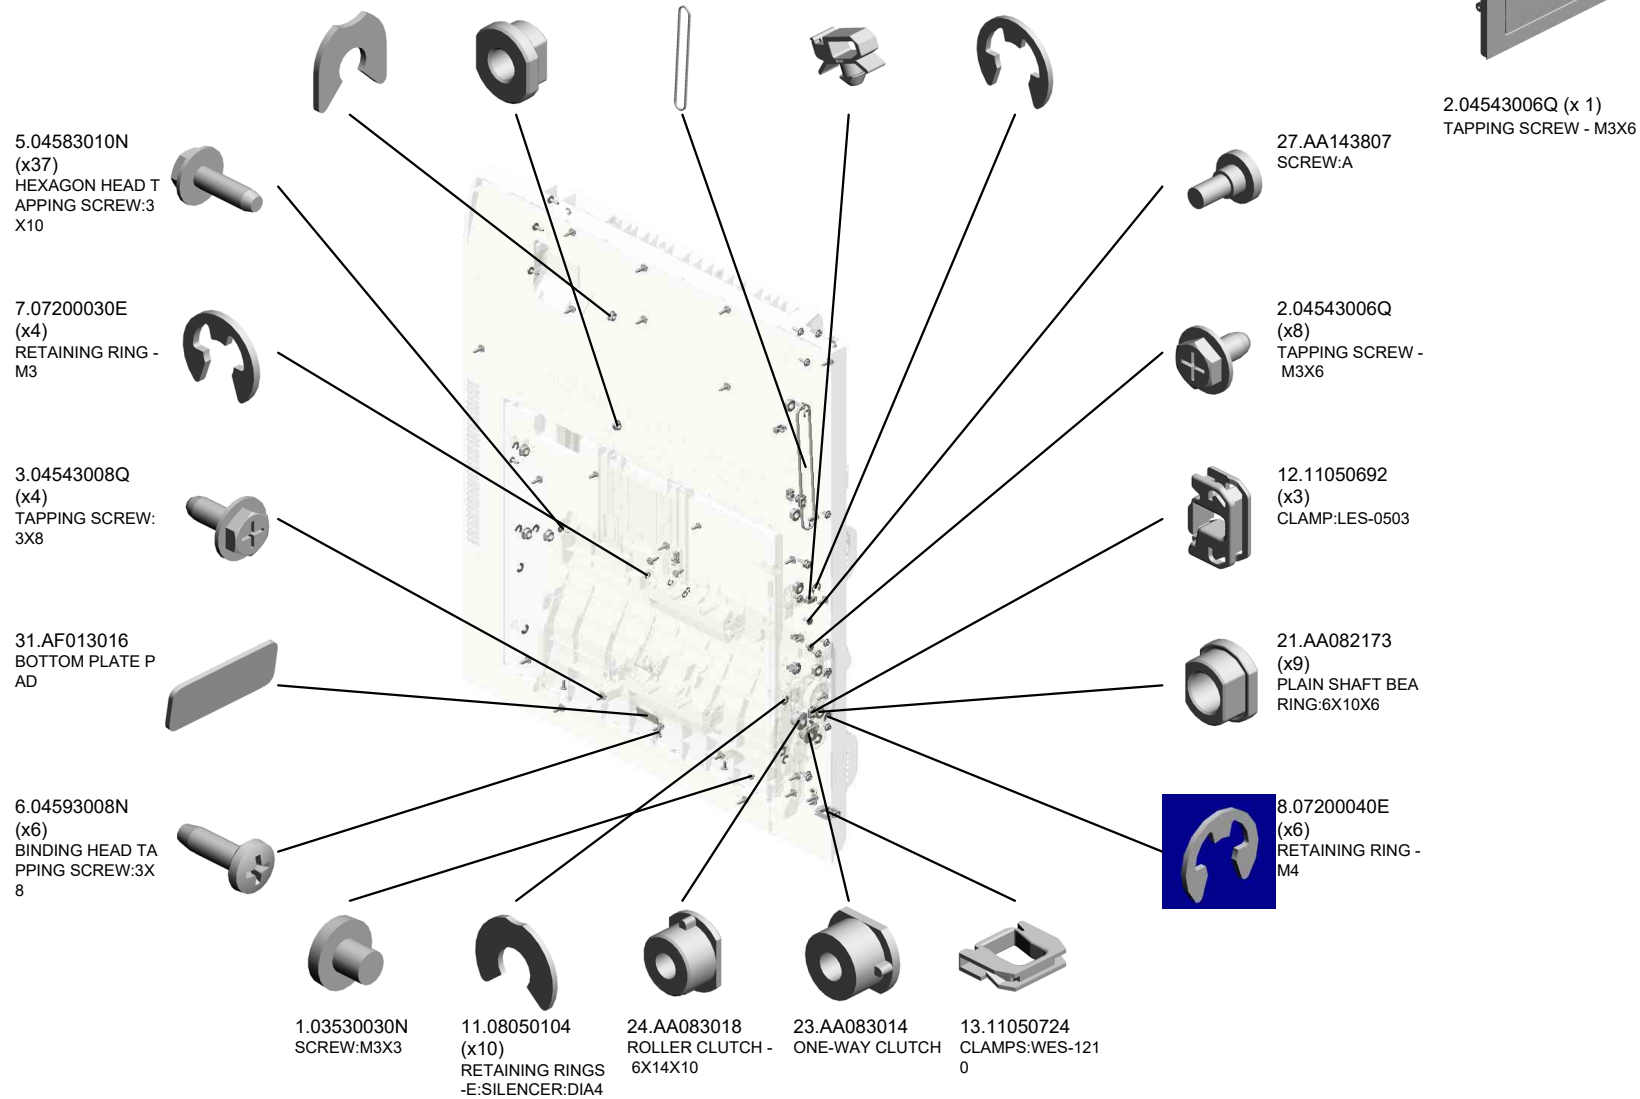 2.04543006Q (x 1)
TAPPING SCREW - M3X6
5.04583010N
(x37)
HEXAGON HEAD T
APPING SCREW:3
X10
27.AA143807
SCREW:A
7.07200030E
(x4)
RETAINING RING -
M3
2.04543006Q
(x8)
TAPPING SCREW -
M3X6
3.04543008Q
(x4)
TAPPING SCREW:
3X8
12.11050692
(x3)
CLAMP:LES-0503
31.AF013016
BOTTOM PLATE P
AD
21.AA082173
(x9)
PLAIN SHAFT BEA
RING:6X10X6
6.04593008N
(x6)
BINDING HEAD TA
PPING SCREW:3X
8
8.07200040E
(x6)
RETAINING RING -
M4
1.03530030N
SCREW:M3X3
11.08050104
(x10)
RETAINING RINGS
-E:SILENCER:DIA4
24.AA083018
ROLLER CLUTCH -
6X14X10
23.AA083014
ONE-WAY CLUTCH
13.11050724
CLAMPS:WES-121
0